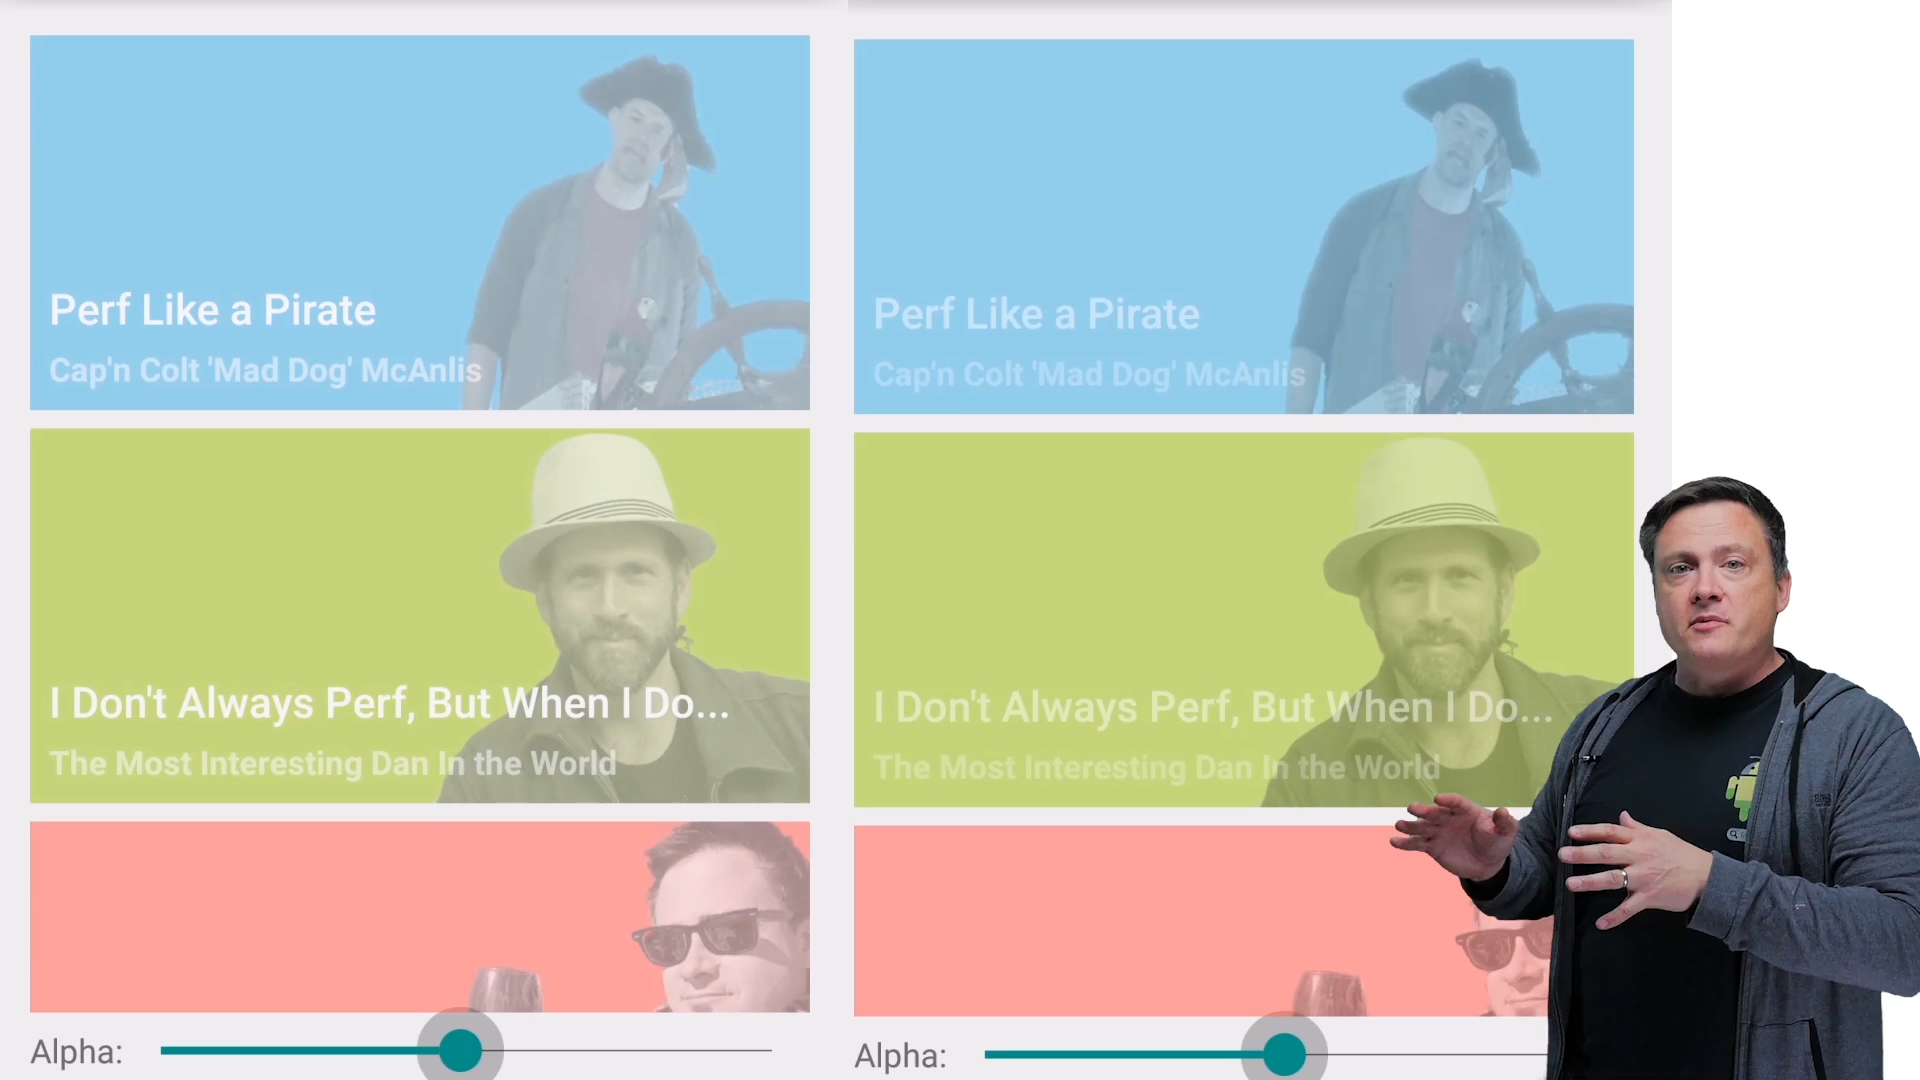 Perf Like a Pirate
Cap'n Colt 'Mad Dog' McAnlis
I Don't Always Perf, But When I Do...
The Most Interesting Dan In the World
Alpha:
Perf Like a Pirate
Cap'n Colt 'Mad Dog' McAnlis
I Don't Always Perf, But When I Do...
The Most Interesting Dan In the World
Alpha: